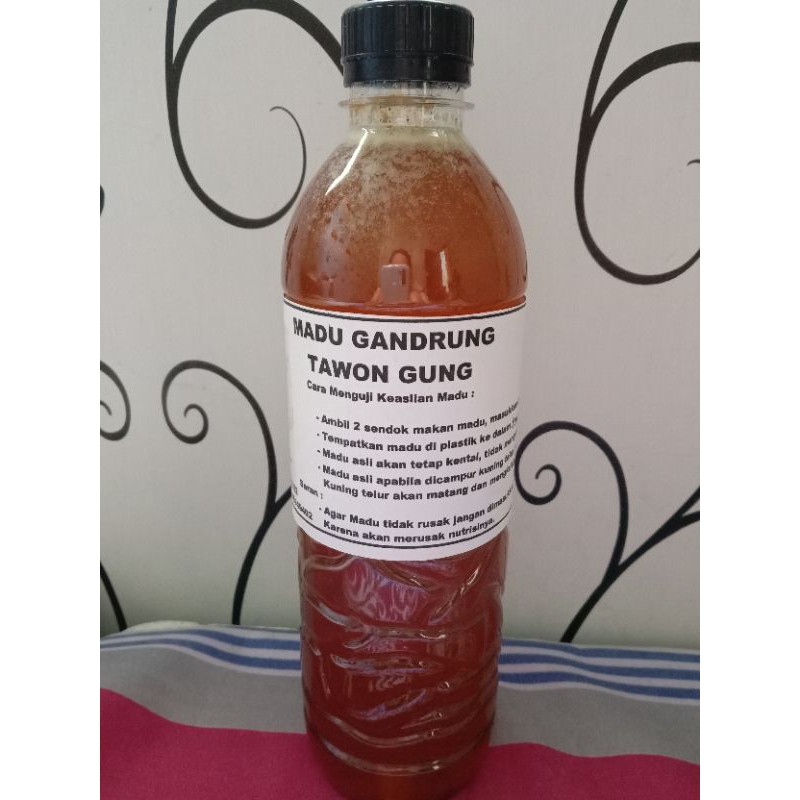 MADU GANDRUNG
TAWON GUNG
Cara Menguji Keaslian Madu :
- Ambil 2 sendok makan madu,
- Tempatkan madu di plastik ke dalam
- Madu asli akan tetap kental, tidak
- Madu asli apabila dicampur kuning
Kuning telur akan matang dan
Saran :
- Agar Madu tidak rusak jangan
Karena akan merusak nutrisinya.